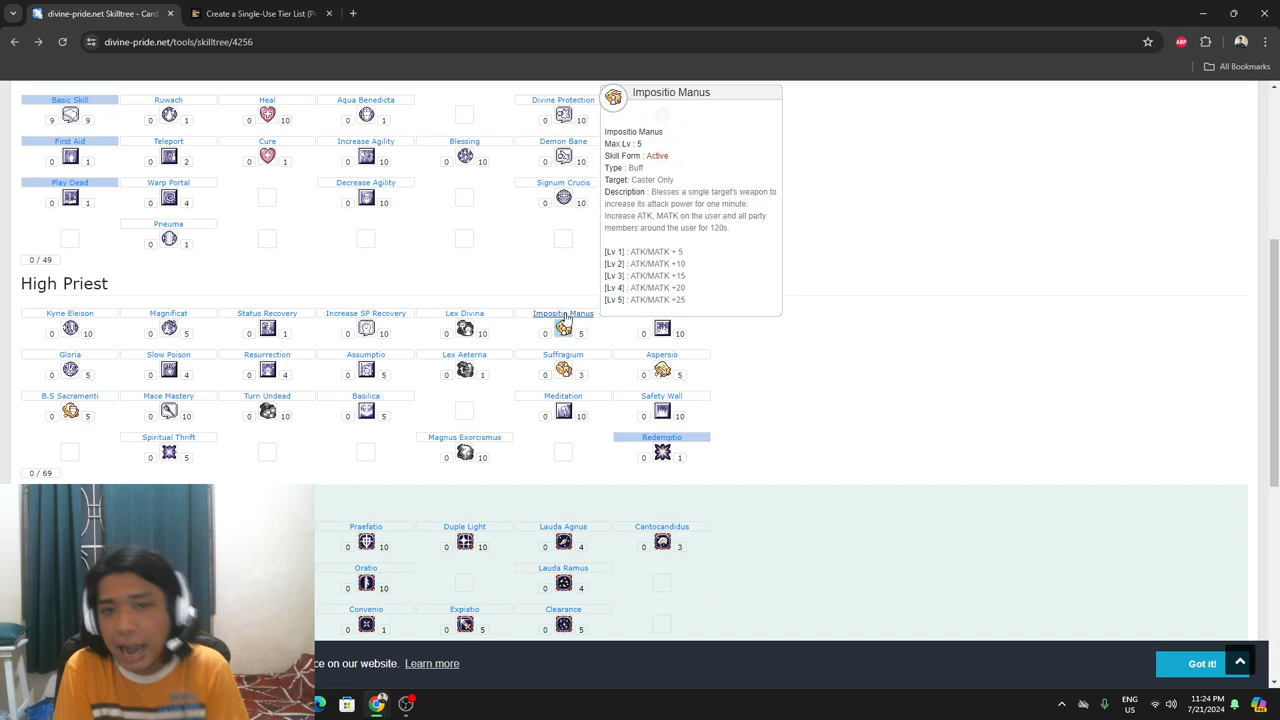 divine-pride.net Skilltree - Card
Create a Single-Use Tier List (P
divine-pride.net/tools/skilltree/4256
All Bookmarks
Basic Skill Ruwach Heal Aqua Benedicta Divine Protection
9 9 0 1 0 10 0 1 0 10
First Aid Teleport Cure Increase Agility Blessing Demon Bane
0 1 0 2 0 1 0 10 0 10 0 10
Play Dead Warp Portal Decrease Agility Signum Crucis
0 1 0 4 0 10 0 10
Pneuma
0 1
0 / 49
Impositio Manus
Impositio Manus
Max Lv : 5
Skill Form : Active
Type : Buff
Target: Caster Only
Description : Blesses a single target's weapon to
increase its attack power for one minute.
Increase ATK, MATK on the user and all party
members around the user for 120s.
[Lv 1] : ATK/MATK + 5
[Lv 2] : ATK/MATK +10
[Lv 3] : ATK/MATK +15
[Lv 4] : ATK/MATK +20
[Lv 5] : ATK/MATK +25
High Priest
Kyrie Eleison Magnificat Status Recovery Increase SP Recovery Lex Divina Impositio Manus
0 10 0 5 0 1 0 10 0 10 0 5 0 10
Gloria Slow Poison Resurrection Assumptio Lex Aeterna Suffragium Aspersio
0 5 0 4 0 4 0 5 0 1 0 3 0 5
B.S Sacramenti Mace Mastery Turn Undead Basilica Meditation Safety Wall
0 5 0 10 0 10 0 5 0 10 0 10
Spiritual Thrift Magnus Exorcismus Redemptio
0 5 0 10 0 1
0 / 69
Praefatio Duple Light Lauda Agnus Cantocandidus
0 10 0 10 0 4 0 3
Oratio Lauda Ramus
0 10 0 4
Convenio Expiatio Clearance
0 1 0 5 0 5
ce on our website. Learn more
Got it!
ENG
US
11:24 PM
7/21/2024